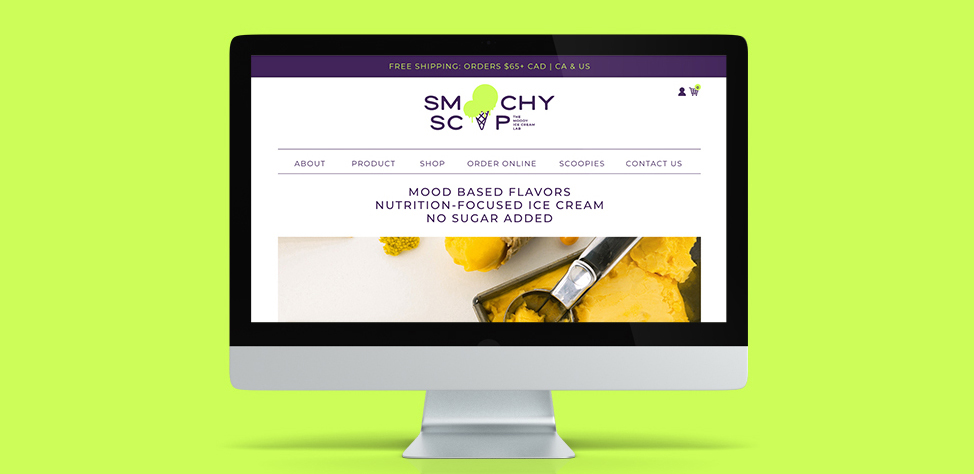 FREE SHIPPING: ORDERS $65+ CAD | CA & US
SM CHY
SC P
THE
MOODY
ICE CREAM
LAB
ABOUT PRODUCT SHOP ORDER ONLINE SCOOPIES CONTACT US
MOOD BASED FLAVORS
NUTRITION-FOCUSED ICE CREAM
NO SUGAR ADDED